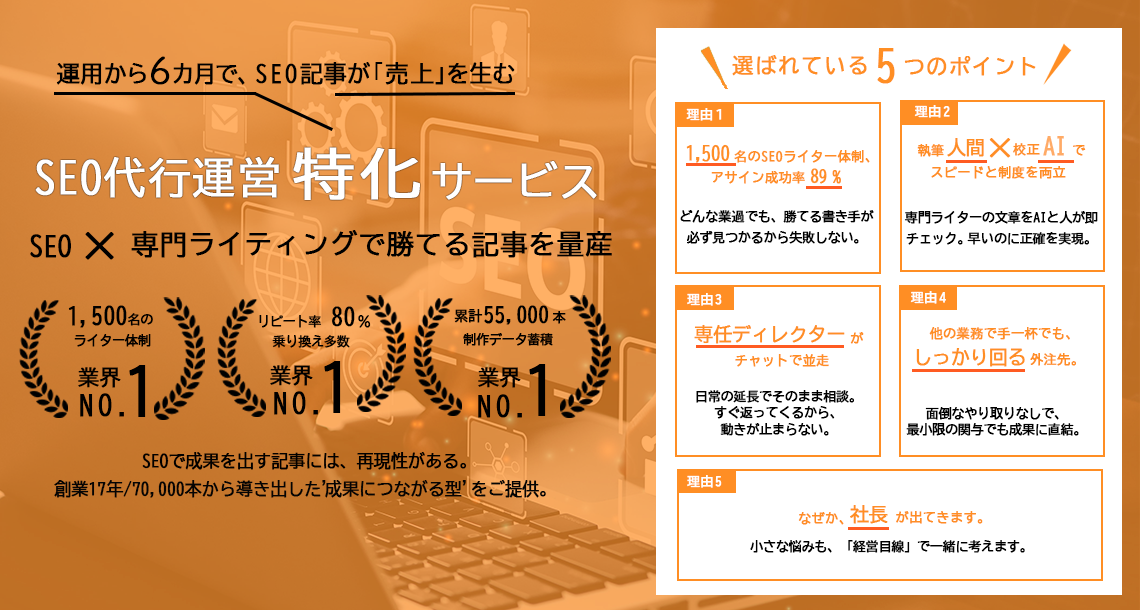 運用から6カ月で、SEO記事が「売上」を生む
SEO代行運営 特化 サービス
SEO × 専門ライティングで勝てる記事を量産
1,500名の
ライター体制
業界
NO.1
リピート率 80%
乗り換え多数
業界
NO.1
累計55,000本
制作データ蓄積
業界
NO.1
SEOで成果を出す記事には、再現性がある。
創業17年/70,000本から導き出した'成果につながる型'をご提供。
SEO
選ばれている5つのポイント
理由1
1,500名のSEOライター体制、
アサイン成功率89%
どんな業過でも、勝てる書き手が
必ず見つかるから失敗しない。
理由2
執筆人間×校正AIで
スピードと制度を両立
専門ライターの文章をAIと人が即
チェック。早いのに正確を実現。
理由3
専任ディレクターが
チャットで並走
日常の延長でそのまま相談。
すぐ返ってくるから、
動きが止まらない。
理由4
他の業務で手一杯でも、
しっかり回る外注先。
面倒なやり取りなしで、
最小限の関与でも成果に直結。
理由5
なぜか、社長が出てきます。
小さな悩みも、「経営目線」で一緒に考えます。